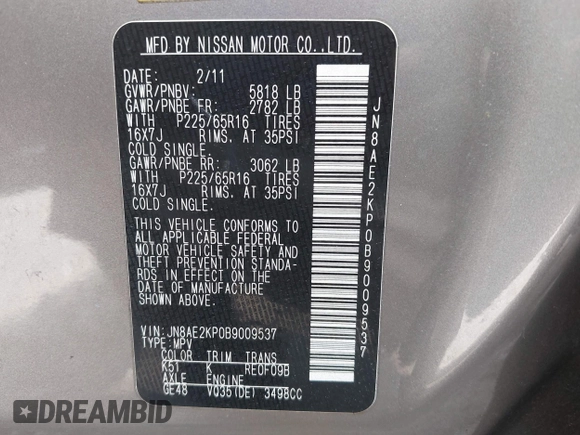 MFD BY NISSAN MOTOR CO.,LTD.
DATE: 2/11
GVWR/PNBV: 5818 LB
GAWR/PNBE FR: 2782 LB
WITH P225/65R16 TIRES
16X7J RIMS, AT 35PSI
COLD SINGLE.
GAWR/PNBE RR: 3062 LB
WITH P225/65R16 TIRES
16X7J RIMS, AT 35PSI
COLD SINGLE.
THIS VEHICLE CONFORMS TO
ALL APPLICABLE FEDERAL
MOTOR VEHICLE SAFETY AND
THEFT PREVENTION STANDA-
RDS IN EFFECT ON THE
DATE OF MANUFACTURE
SHOWN ABOVE.
VIN: JN8AE2KP0B9009537
TYPE: MPV
COLOR TRIM TRANS
K51 K RE0F09B
AXLE ENGINE
GE48 VQ35(DE) 3498CC
JN8AE2KP0B9009537
DREAMBID